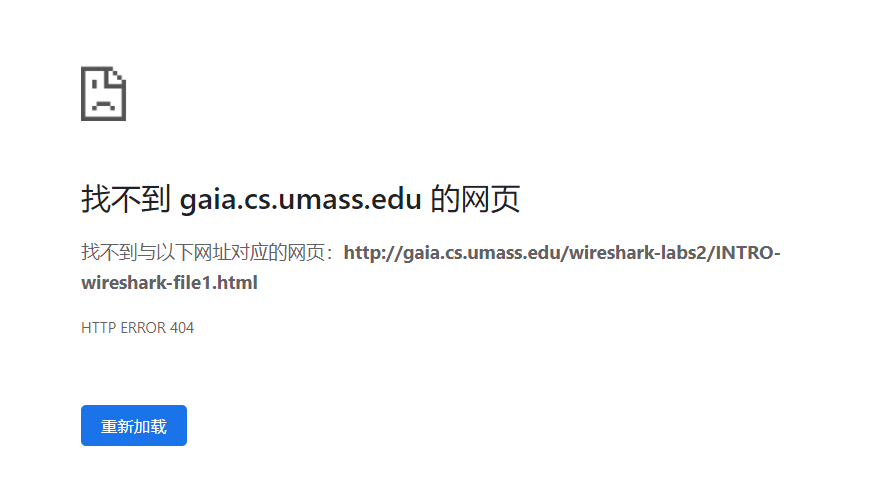 找不到 gaia.cs.umass.edu 的网页
找不到与以下网址对应的网页：http://gaia.cs.umass.edu/wireshark-labs2/INTRO-
wireshark-file1.html
HTTP ERROR 404
重新加载